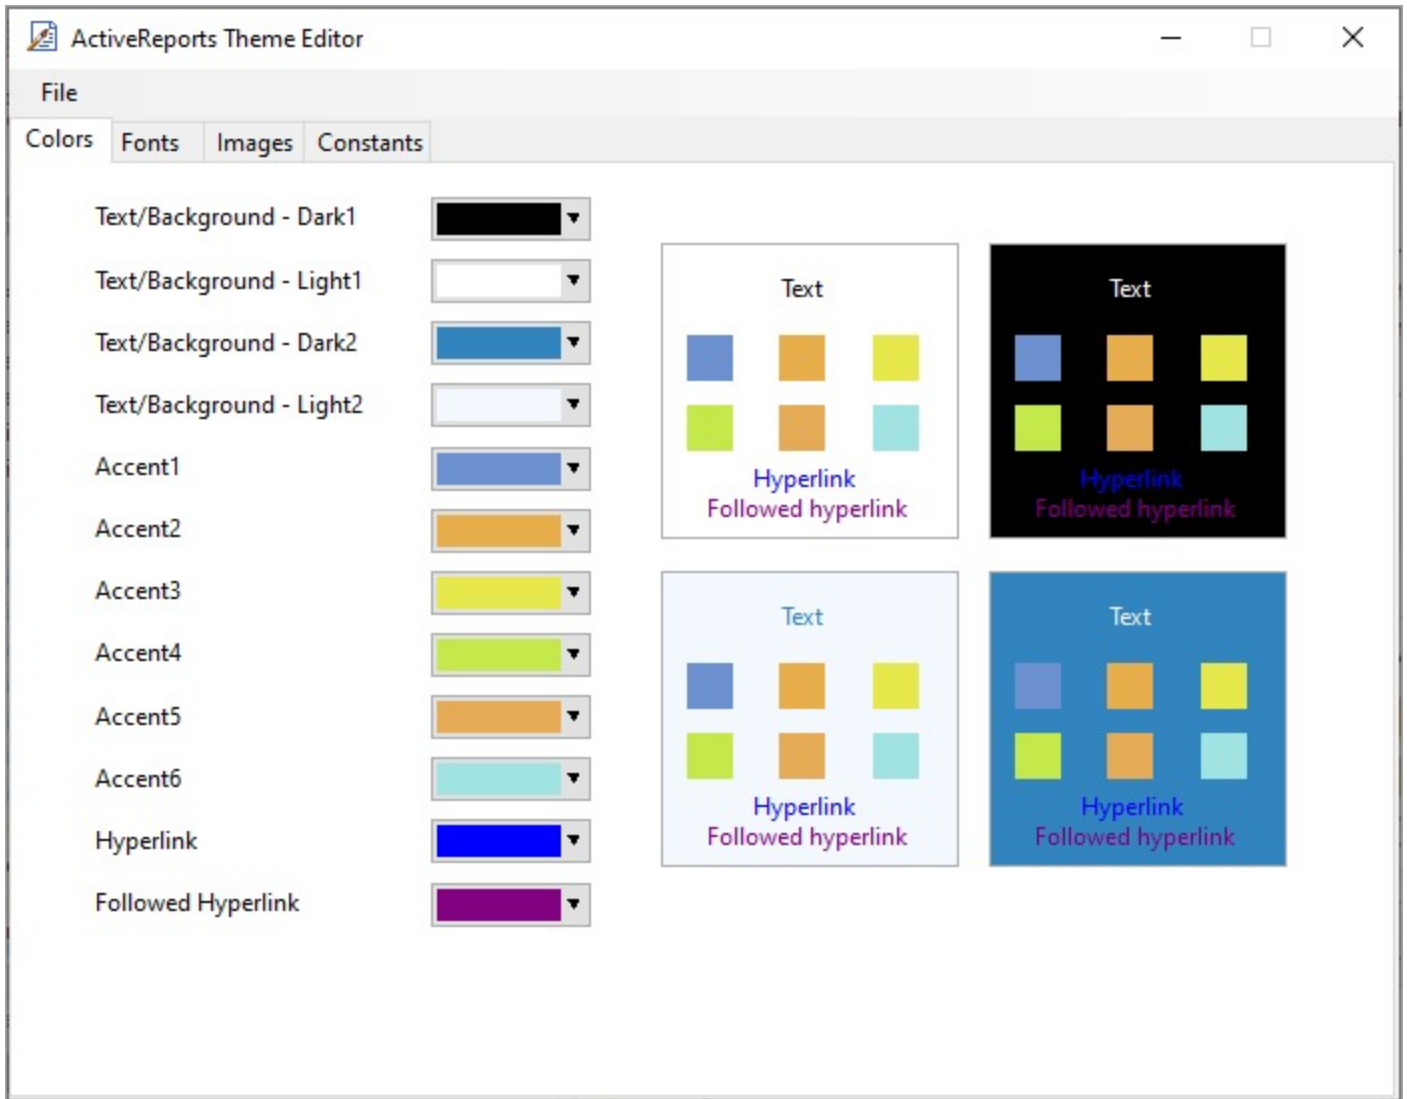 ActiveReports Theme Editor
File
Colors Fonts Images Constants
Text/Background - Dark1
Text/Background - Light1
Text/Background - Dark2
Text/Background - Light2
Accent1
Accent2
Accent3
Accent4
Accent5
Accent6
Hyperlink
Followed Hyperlink
Text
Hyperlink
Followed hyperlink
Text
Hyperlink
Followed hyperlink
Text
Hyperlink
Followed hyperlink
Text
Hyperlink
Followed hyperlink